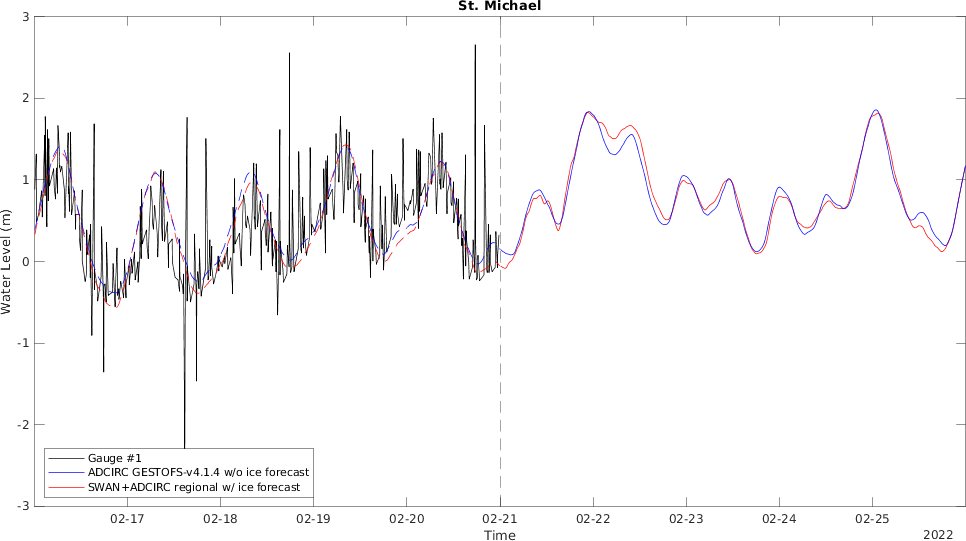 St. Michael
3
2
1
0
-1
-2
-3
Water Level (m)
Gauge #1
ADCIRC GESTOFS-v4.1.4 w/o ice forecast
SWAN+ADCIRC regional w/ ice forecast
02-17 02-18 02-19 02-20 02-21 02-22 02-23 02-24 02-25
Time
2022